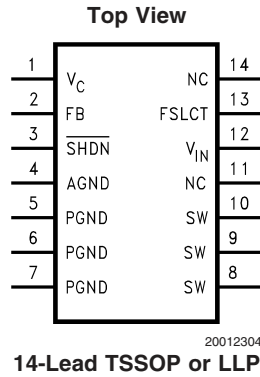 Top View
1 V_C NC 14
2 FB FSLCT 13
3 SHDN V_IN 12
4 AGND NC 11
5 PGND SW 10
6 PGND SW 9
7 PGND SW 8
20012304
14-Lead TSSOP or LLP